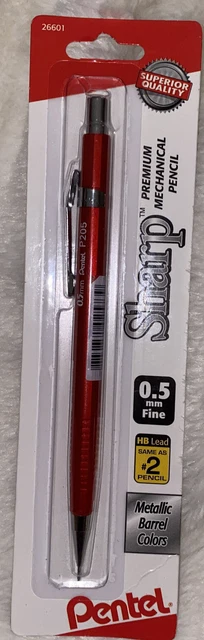 26601
SUPERIOR
QUALITY
Sharp™
PREMIUM
MECHANICAL
PENCIL
0.5mm Pentel P205
0.5
mm
Fine
HB Lead
SAME AS
#2
PENCIL
Metallic
Barrel
Colors
Pentel®